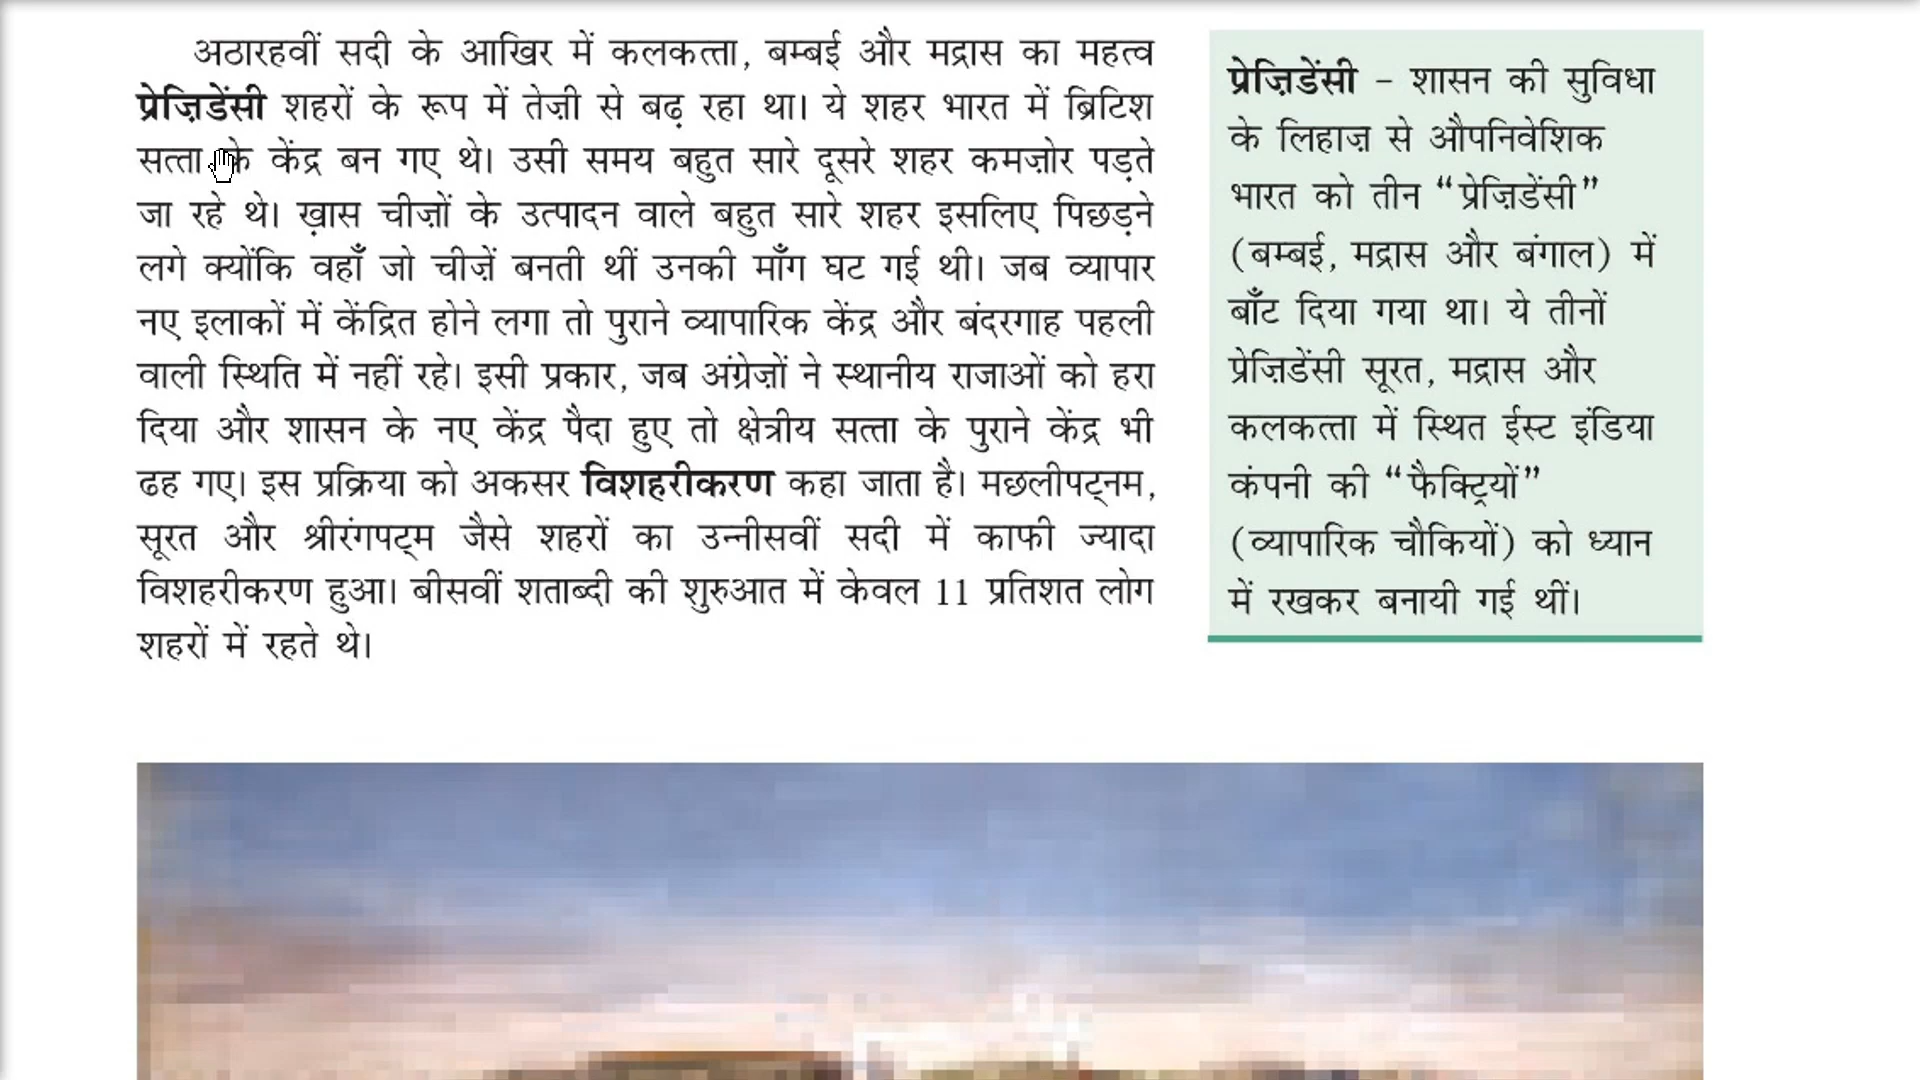 अठारहवीं सदी के आखिर में कलकत्ता, बम्बई और मद्रास का महत्व
प्रेज़िडेंसी शहरों के रूप में तेज़ी से बढ़ रहा था। ये शहर भारत में ब्रिटिश
सत्ता के केंद्र बन गए थे। उसी समय बहुत सारे दूसरे शहर कमज़ोर पड़ते
जा रहे थे। ख़ास चीज़ों के उत्पादन वाले बहुत सारे शहर इसलिए पिछड़ने
लगे क्योंकि वहाँ जो चीज़ें बनती थीं उनकी माँग घट गई थी। जब व्यापार
नए इलाकों में केंद्रित होने लगा तो पुराने व्यापारिक केंद्र और बंदरगाह पहली
वाली स्थिति में नहीं रहे। इसी प्रकार, जब अंग्रेज़ों ने स्थानीय राजाओं को हरा
दिया और शासन के नए केंद्र पैदा हुए तो क्षेत्रीय सत्ता के पुराने केंद्र भी
ढह गए। इस प्रक्रिया को अकसर विशहरीकरण कहा जाता है। मछलीपट्नम,
सूरत और श्रीरंगपट्म जैसे शहरों का उन्नीसवीं सदी में काफी ज्यादा
विशहरीकरण हुआ। बीसवीं शताब्दी की शुरुआत में केवल 11 प्रतिशत लोग
शहरों में रहते थे।
प्रेज़िडेंसी – शासन की सुविधा
के लिहाज़ से औपनिवेशिक
भारत को तीन “प्रेज़िडेंसी”
(बम्बई, मद्रास और बंगाल) में
बाँट दिया गया था। ये तीनों
प्रेज़िडेंसी सूरत, मद्रास और
कलकत्ता में स्थित ईस्ट इंडिया
कंपनी की “फैक्ट्रियों”
(व्यापारिक चौकियों) को ध्यान
में रखकर बनायी गई थीं।